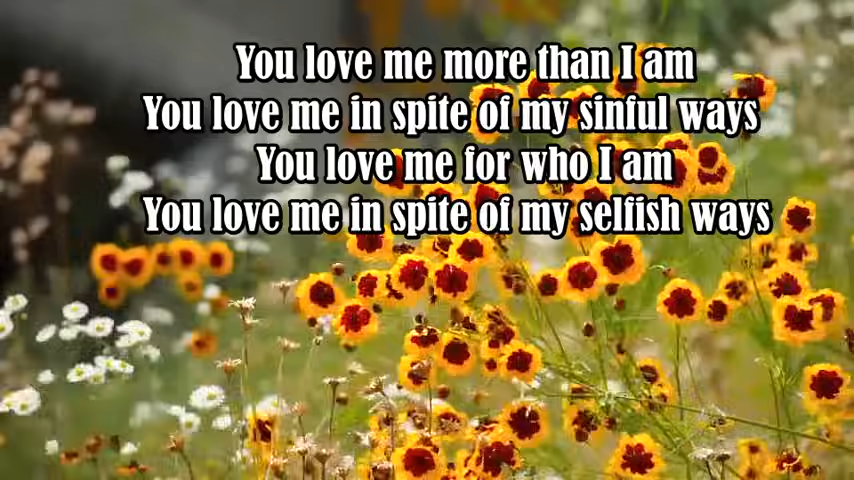 You love me more than I am
You love me in spite of my sinful ways
You love me for who I am
You love me in spite of my selfish ways